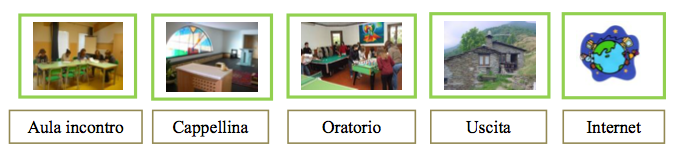 Aula incontro
Cappellina
Oratorio
Uscita
Internet